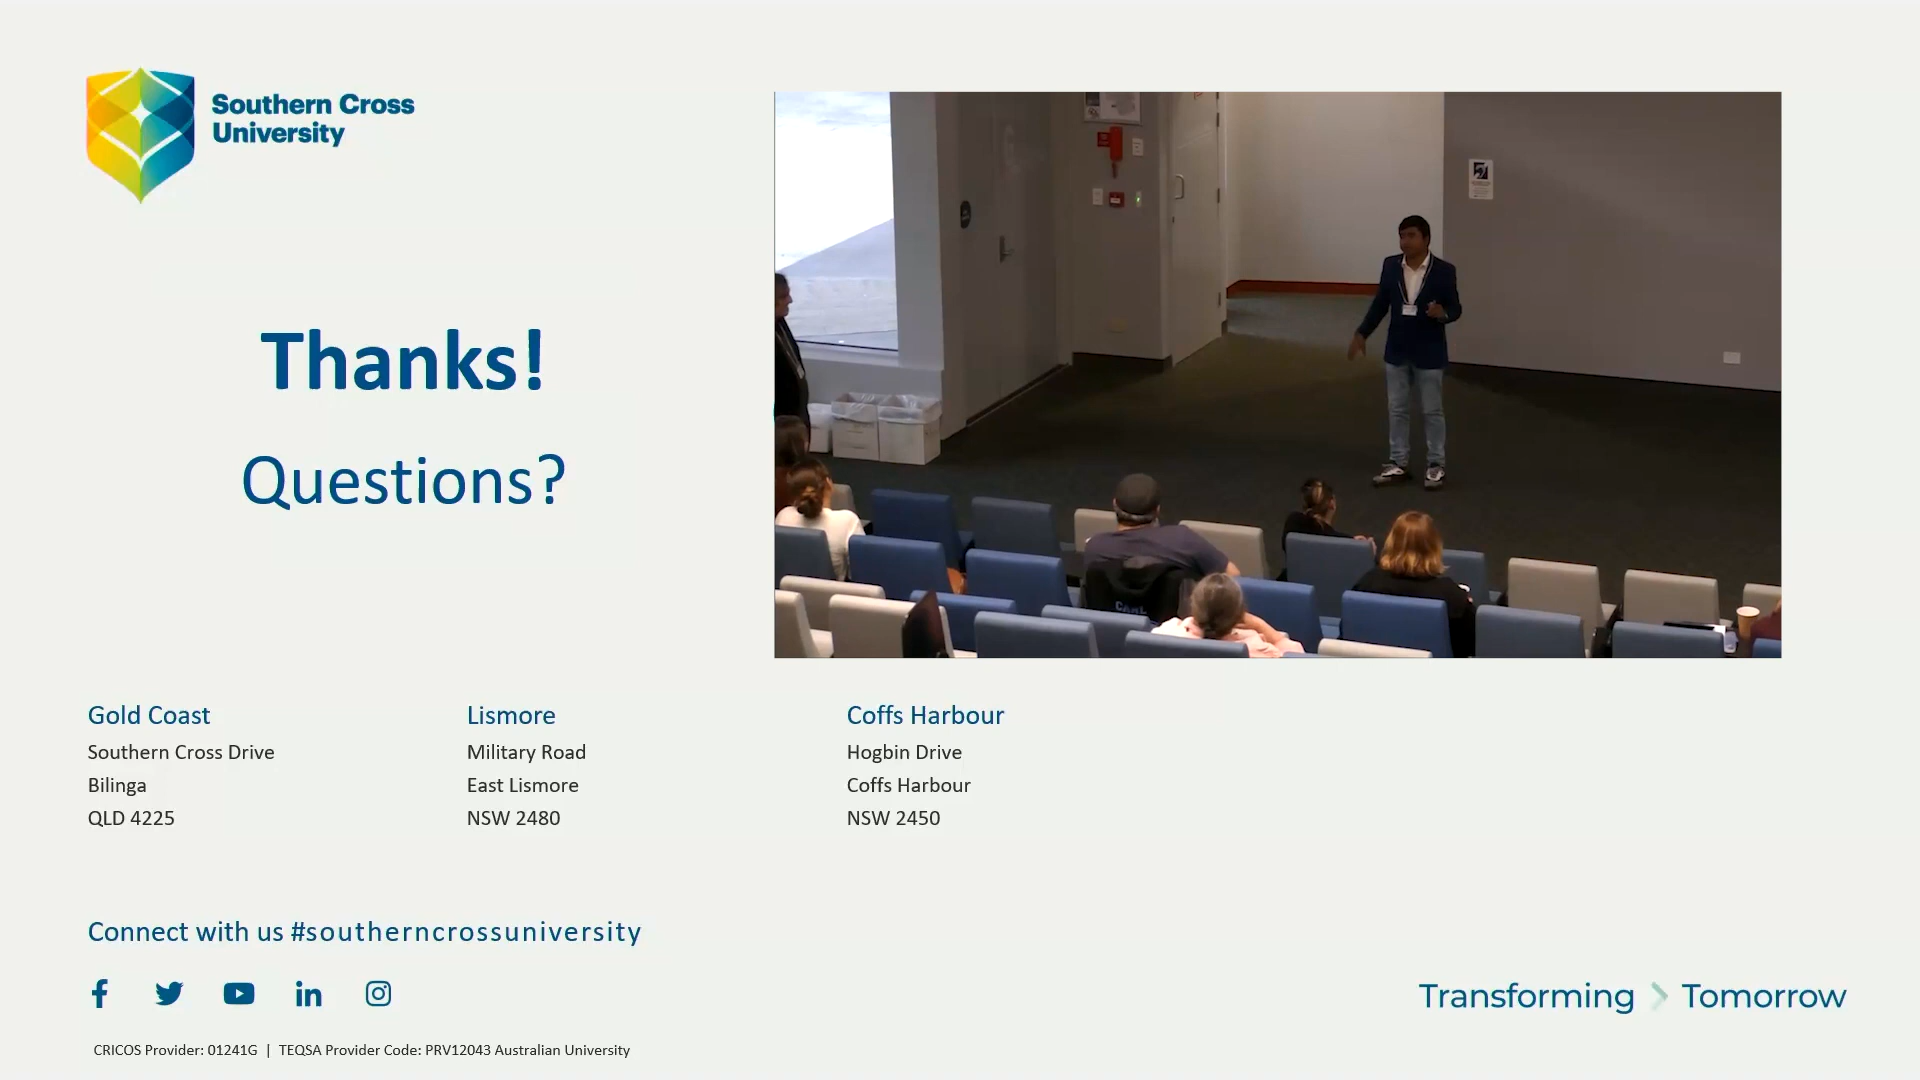 Southern Cross
University
Thanks!
Questions?
Gold Coast
Southern Cross Drive
Bilinga
QLD 4225
Lismore
Military Road
East Lismore
NSW 2480
Coffs Harbour
Hogbin Drive
Coffs Harbour
NSW 2450
Connect with us #southerncrossuniversity
Transforming > Tomorrow
CRICOS Provider: 01241G | TEQSA Provider Code: PRV12043 Australian University